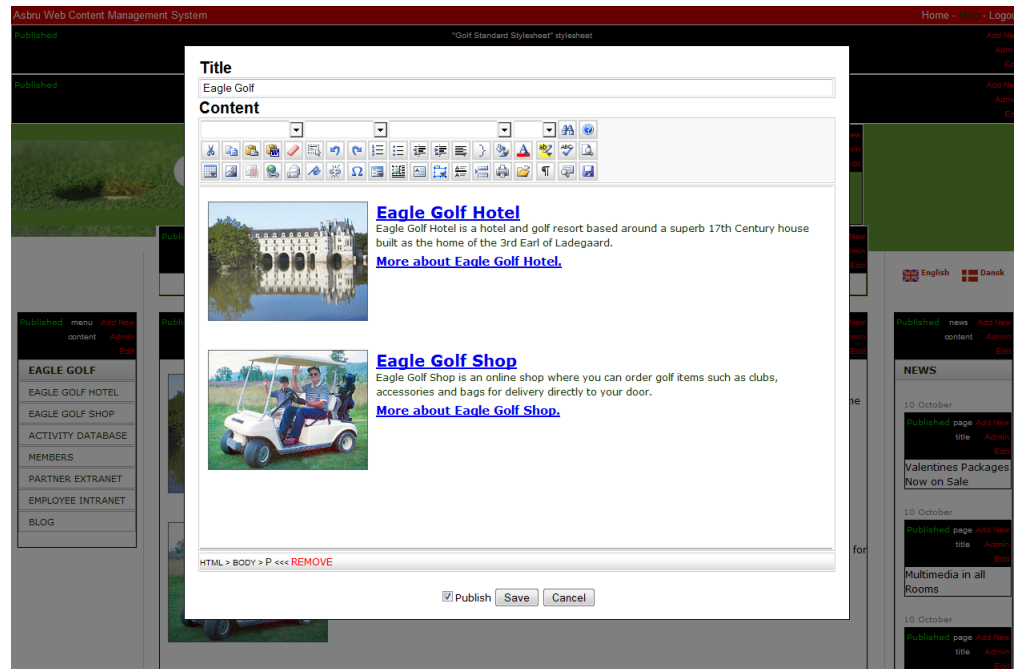 Asbru Web Content Management System
Home - Help - Logout
Published
"Golf Standard Stylesheet" stylesheet
Add New
Admin
Edit
Published
Add New
Admin
Title
Eagle Golf
Content
Eagle Golf Hotel
Eagle Golf Hotel is a hotel and golf resort based around a superb 17th Century house
built as the home of the 3rd Earl of Ladegaard.
More about Eagle Golf Hotel.
Eagle Golf Shop
Eagle Golf Shop is an online shop where you can order golf items such as clubs,
accessories and bags for delivery directly to your door.
More about Eagle Golf Shop.
HTML > BODY > P <<< REMOVE
Publish Save Cancel
English Dansk
Published menu Add New
content Admin
Edit
EAGLE GOLF
EAGLE GOLF HOTEL
EAGLE GOLF SHOP
ACTIVITY DATABASE
MEMBERS
PARTNER EXTRANET
EMPLOYEE INTRANET
BLOG
for
Published news Add New
content Admin
Edit
NEWS
10 October
Published page Add New
title Admin
Edit
Valentines Packages
Now on Sale
10 October
Published page Add New
title Admin
Edit
Multimedia in all
Rooms
10 October
Published page Add New
title Admin
Edit